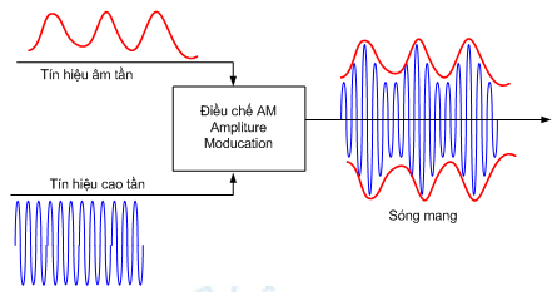 Tín hiệu âm tần
Điều chế AM
Ampliture
Moducation
Tín hiệu cao tần
Sóng mang